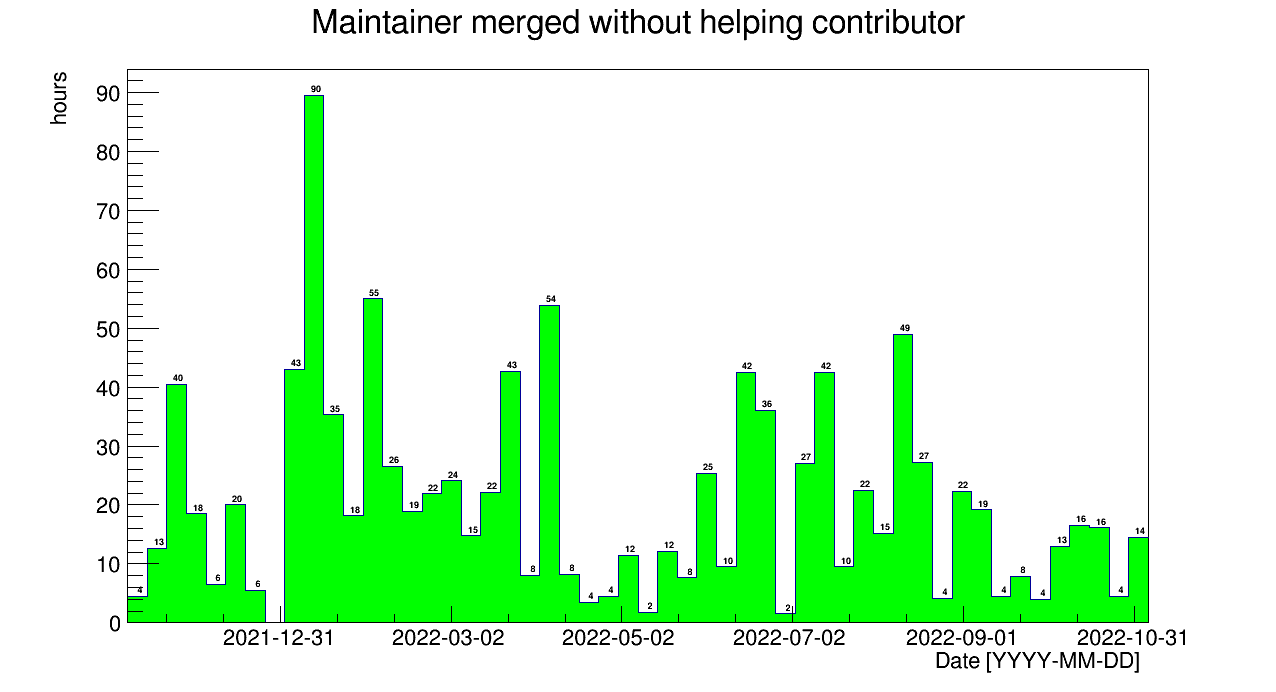 Maintainer merged without helping contributor
hours
90
80
70
60
50
40
30
20
10
0
4 13 40 18 6 20 6 43 90 35 18 55 26 19 22 24 15 22 43 8 54 8 4 4 12 2 12 8 25 10 42 36 2 27 42 10 22 15 49 27 4 22 19 4 8 4 13 16 16 4 14
2021-12-31 2022-03-02 2022-05-02 2022-07-02 2022-09-01 2022-10-31
Date [YYYY-MM-DD]